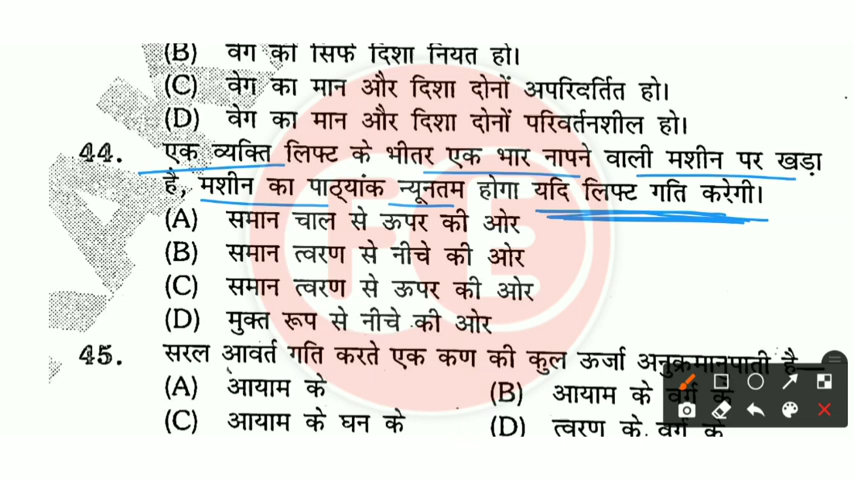 (B) वेग की सिर्फ दिशा नियत हो।
(C) वेग का मान और दिशा दोनों अपरिवर्तित हो।
(D) वेग का मान और दिशा दोनों परिवर्तनशील हो।
44. एक व्यक्ति लिफ्ट के भीतर एक भार नापने वाली मशीन पर खड़ा
है, मशीन का पाठ्यांक न्यूनतम होगा यदि लिफ्ट गति करेगी।
(A) समान चाल से ऊपर की ओर
(B) समान त्वरण से नीचे की ओर
(C) समान त्वरण से ऊपर की ओर
(D) मुक्त रूप से नीचे की ओर
45. सरल आवर्त गति करते एक कण की कुल ऊर्जा अनुक्रमानुपाती है—
(A) आयाम के (B) आयाम के वर्ग के
(C) आयाम के घन के (D) त्वरण के वर्ग के